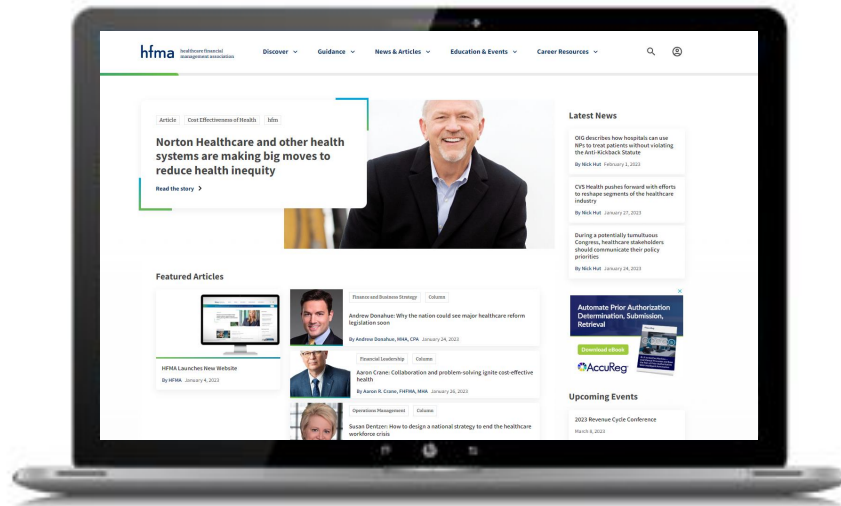 hfma
healthcare financial
management association
Discover
Guidance
News & Articles
Education & Events
Career Resources
Article
Cost Effectiveness of Health
hfm
Norton Healthcare and other health
systems are making big moves to
reduce health inequity
Read the story
Latest News
OIG describes how hospitals can use
NPs to treat patients without violating
the Anti-Kickback Statute
By Nick Hut February 1, 2023
CVS Health pushes forward with efforts
to reshape segments of the healthcare
industry
By Nick Hut January 27, 2023
During a potentially tumultuous
Congress, healthcare stakeholders
should communicate their policy
priorities
By Nick Hut January 24, 2023
Featured Articles
HFMA Launches New Website
By HFMA January 4, 2023
Finance and Business Strategy
Column
Andrew Donahue: Why the nation could see major healthcare reform
legislation soon
By Andrew Donahue, MHA, CPA January 24, 2023
Financial Leadership
Column
Aaron Crane: Collaboration and problem-solving ignite cost-effective
health
By Aaron R. Crane, FHFMA, MHA January 26, 2023
Operations Management
Column
Susan Dentzer: How to design a national strategy to end the healthcare
workforce crisis
Automate Prior Authorization
Determination, Submission,
Retrieval
Download eBook
AccuReg
Upcoming Events
2023 Revenue Cycle Conference
March 8, 2023